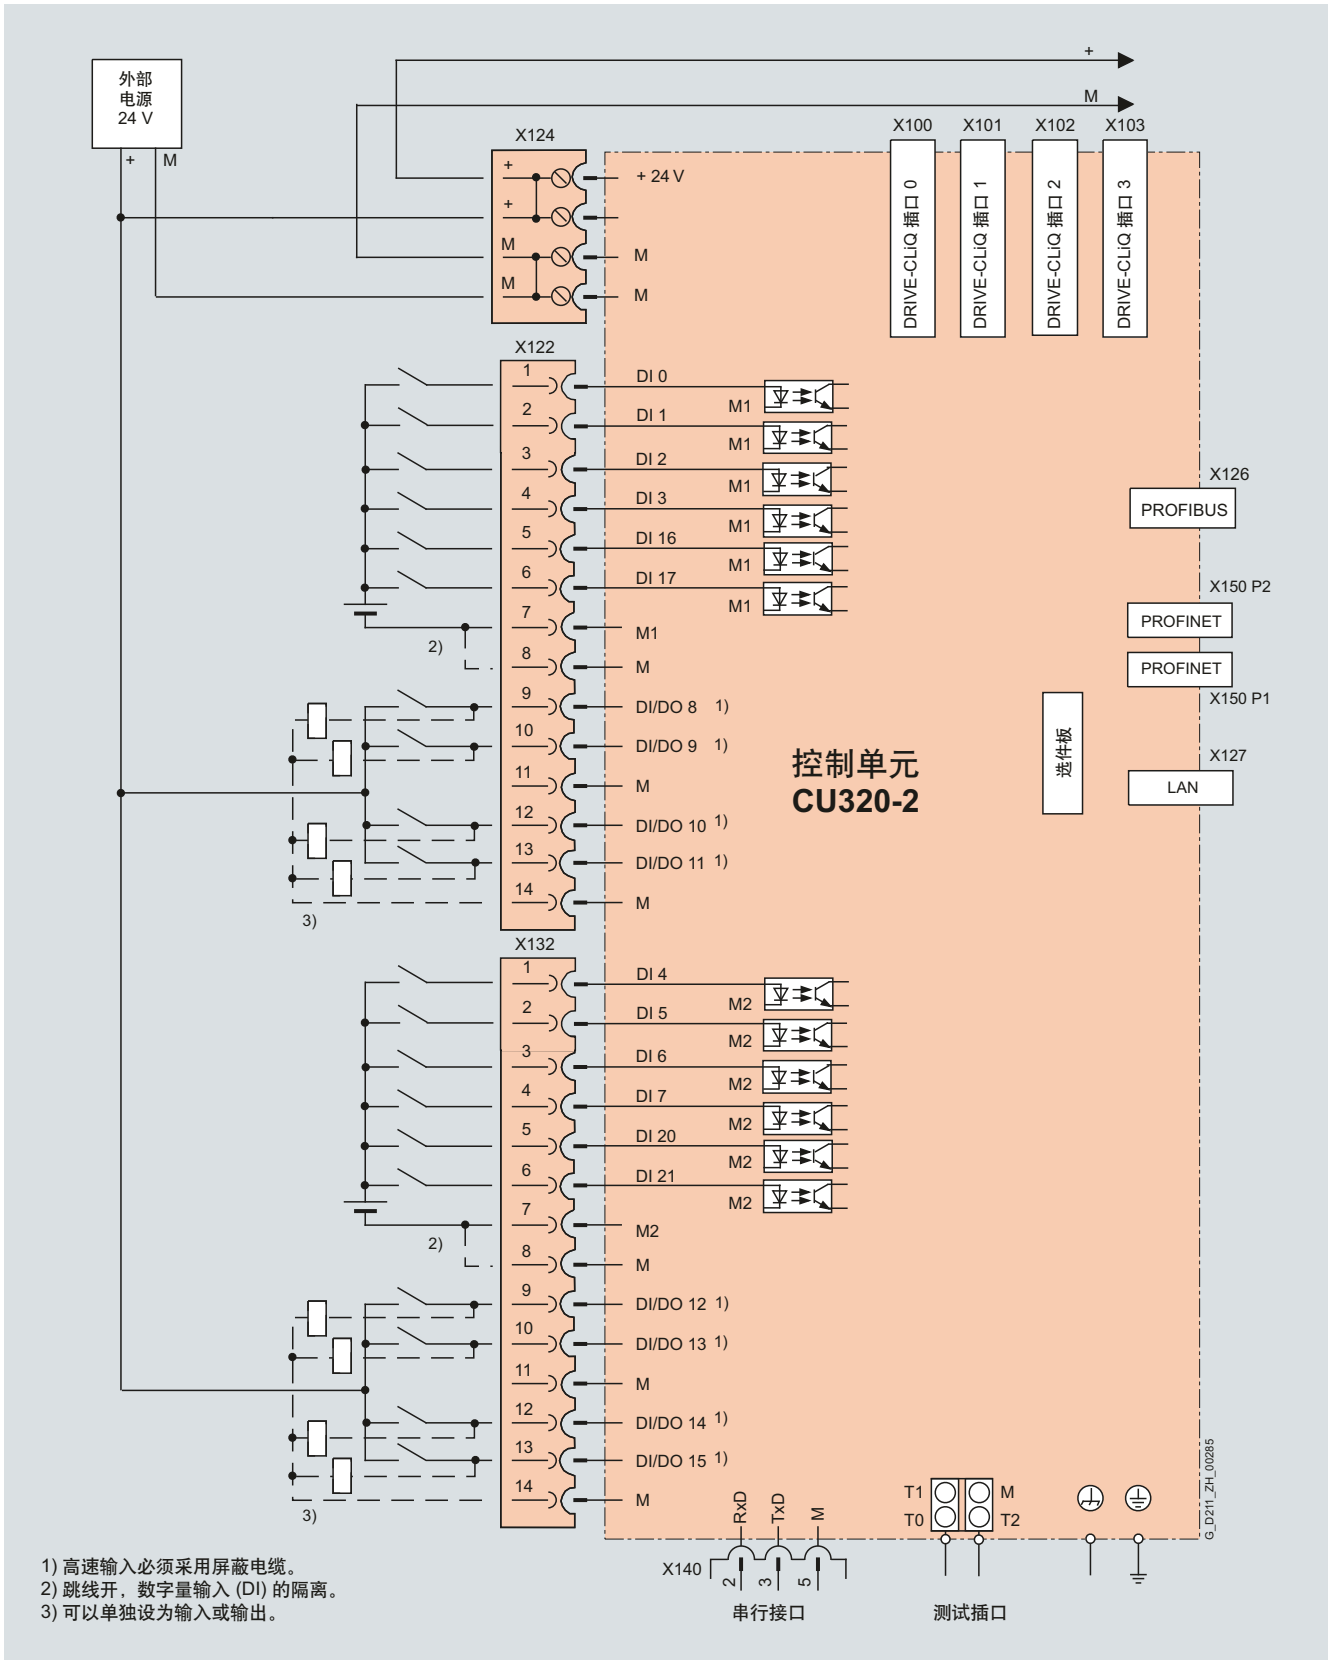 外部
电源
24 V
+ M
+
M
X124
+
+
M
M
+ 24 V
M
M
X100 X101 X102 X103
DRIVE-CLiQ 插口 0
DRIVE-CLiQ 插口 1
DRIVE-CLiQ 插口 2
DRIVE-CLiQ 插口 3
X122
1 DI 0
M1
2 DI 1
M1
3 DI 2
M1
4 DI 3
M1
5 DI 16
M1
6 DI 17
M1
7 M1
2)
8 M
9 DI/DO 8 1)
10 DI/DO 9 1)
11 M
12 DI/DO 10 1)
13 DI/DO 11 1)
14 M
3)
X126
PROFIBUS
X150 P2
PROFINET
PROFINET
X150 P1
选件板
X127
LAN
控制单元
CU320-2
X132
1 DI 4
M2
2 DI 5
M2
3 DI 6
M2
4 DI 7
M2
5 DI 20
M2
6 DI 21
M2
7 M2
2)
8 M
9 DI/DO 12 1)
10 DI/DO 13 1)
11 M
12 DI/DO 14 1)
13 DI/DO 15 1)
14 M
3)
X140
RxD
TxD
M
2
3
5
串行接口
T1 M
T0 T2
测试插口
G_D211_ZH_00285
1) 高速输入必须采用屏蔽电缆。
2) 跳线开，数字量输入 (DI) 的隔离。
3) 可以单独设为输入或输出。